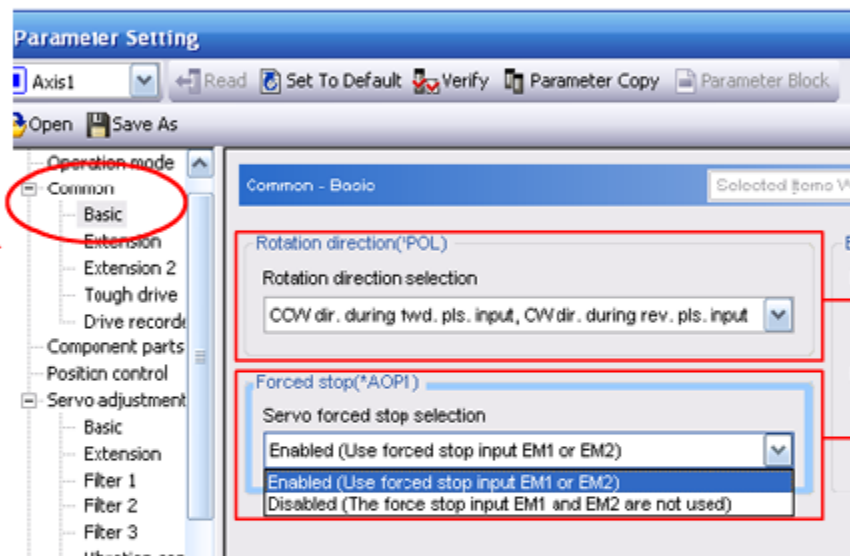 Parameter Setting
Axis1
Read
Set To Default
Verify
Parameter Copy
Parameter Block
Open
Save As
Operation mode
Common
Basic
Extension
Extension 2
Tough drive
Drive recorde
Component parts
Position control
Servo adjustment
Basic
Extension
Filter 1
Filter 2
Filter 3
Common - Basic
Selected Items W
Rotation direction(*POL)
Rotation direction selection
CCW dir. during fwd. pls. input, CW dir. during rev. pls. input
Forced stop(*AOP1)
Servo forced stop selection
Enabled (Use forced stop input EM1 or EM2)
Enabled (Use forced stop input EM1 or EM2)
Disabled (The force stop input EM1 and EM2 are not used)